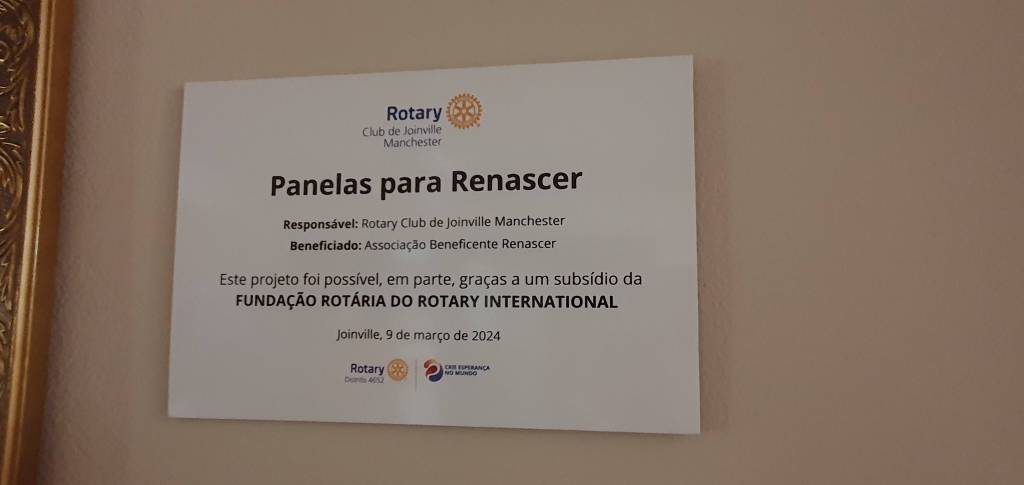 Rotary
Club de Joinville
Manchester
Panelas para Renascer
Responsável: Rotary Club de Joinville Manchester
Beneficiado: Associação Beneficente Renascer
Este projeto foi possível, em parte, graças a um subsídio da
FUNDAÇÃO ROTÁRIA DO ROTARY INTERNATIONAL
Joinville, 9 de março de 2024
Rotary
Distrito 4652
CRIE ESPERANÇA
NO MUNDO